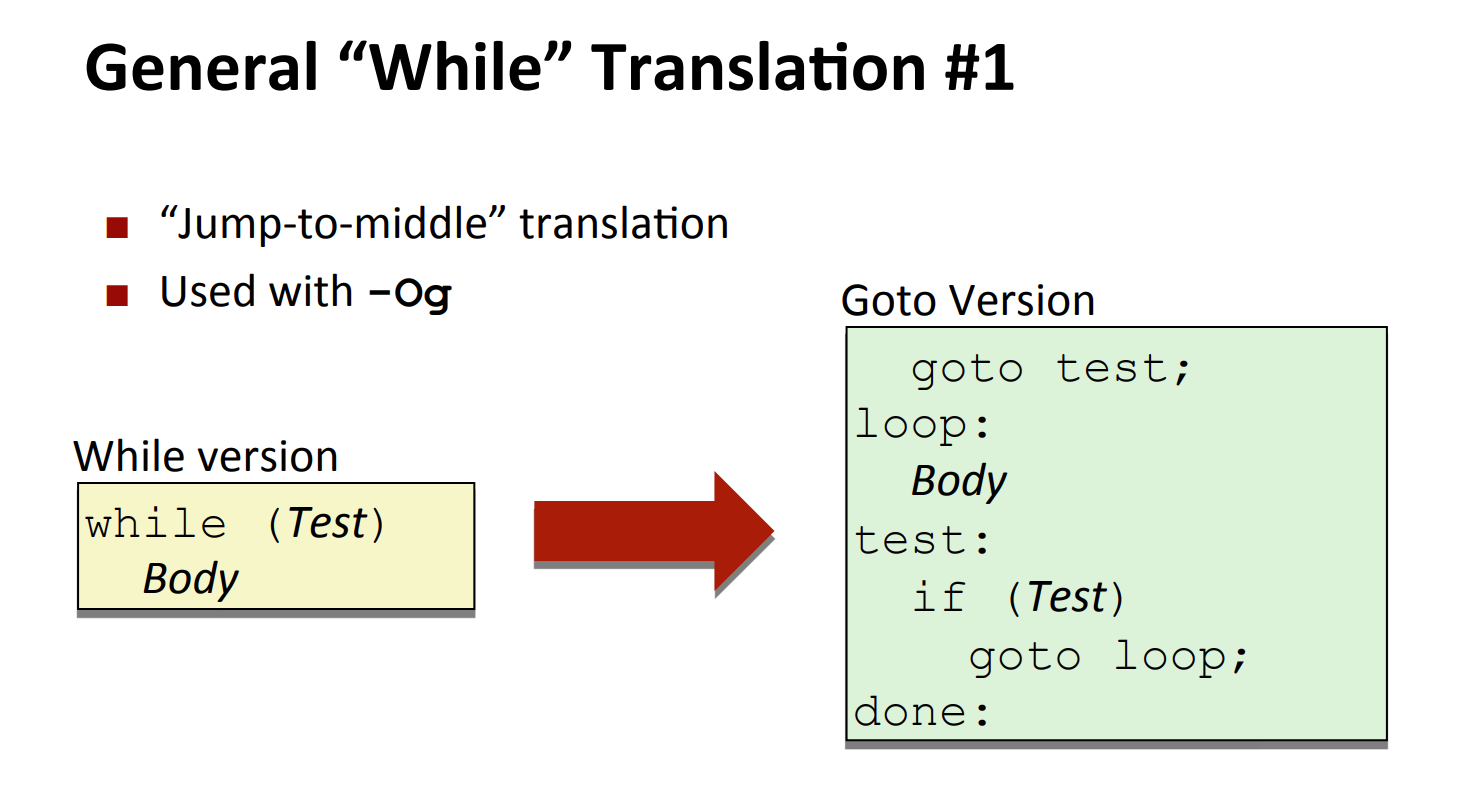 General “While” Translation #1
“Jump-to-middle” translation
Used with -Og
While version
while (Test)
Body
Goto Version
goto test;
loop:
Body
test:
if (Test)
goto loop;
done: